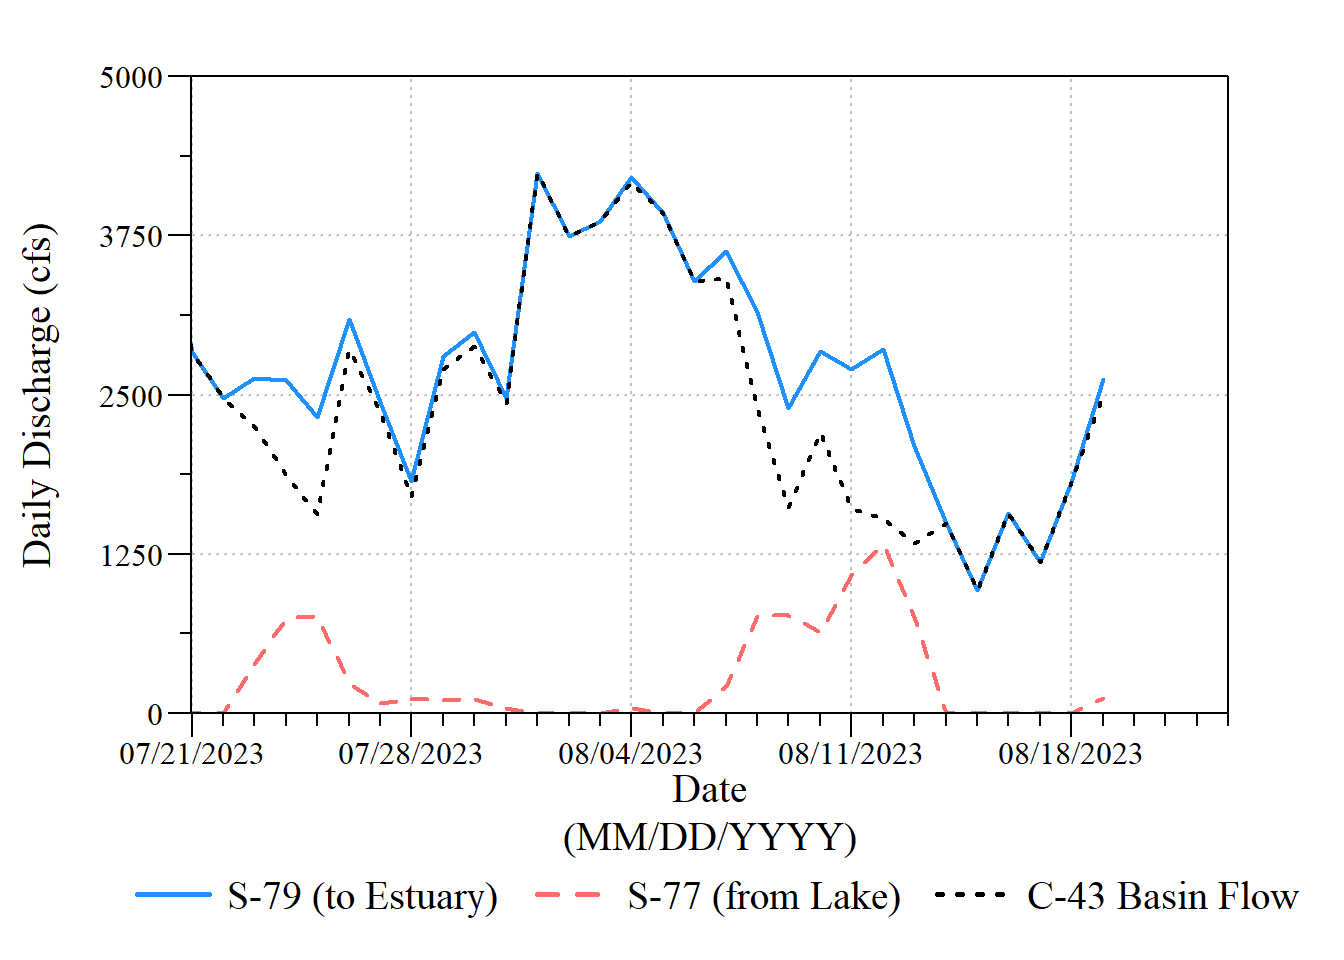 5000
3750
2500
1250
0
Daily Discharge (cfs)
07/21/2023 07/28/2023 08/04/2023 08/11/2023 08/18/2023
Date
(MM/DD/YYYY)
S-79 (to Estuary) S-77 (from Lake) C-43 Basin Flow